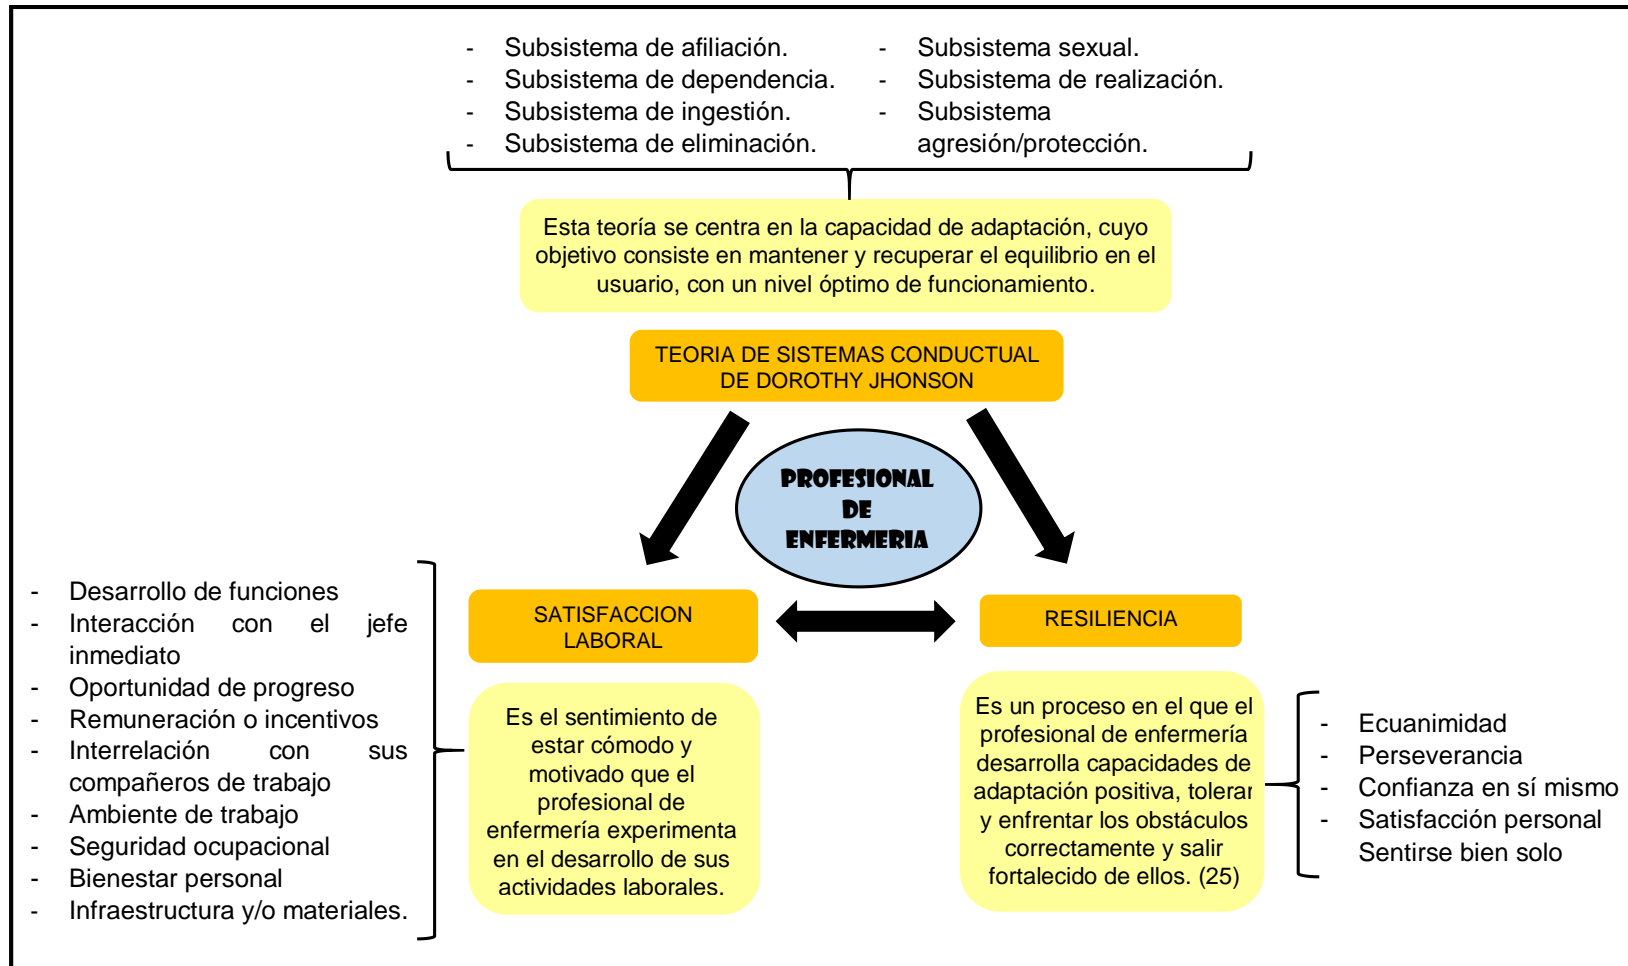 - Subsistema de afiliación.
- Subsistema de dependencia.
- Subsistema de ingestión.
- Subsistema de eliminación.
- Subsistema sexual.
- Subsistema de realización.
- Subsistema
agresión/protección.
Esta teoría se centra en la capacidad de adaptación, cuyo
objetivo consiste en mantener y recuperar el equilibrio en el
usuario, con un nivel óptimo de funcionamiento.
TEORIA DE SISTEMAS CONDUCTUAL
DE DOROTHY JHONSON
PROFESIONAL
DE
ENFERMERIA
- Desarrollo de funciones
- Interacción con el jefe
inmediato
- Oportunidad de progreso
- Remuneración o incentivos
- Interrelación con sus
compañeros de trabajo
- Ambiente de trabajo
- Seguridad ocupacional
- Bienestar personal
- Infraestructura y/o materiales.
SATISFACCION
LABORAL
Es el sentimiento de
estar cómodo y
motivado que el
profesional de
enfermería experimenta
en el desarrollo de sus
actividades laborales.
RESILIENCIA
Es un proceso en el que el
profesional de enfermería
desarrolla capacidades de
adaptación positiva, tolerar
y enfrentar los obstáculos
correctamente y salir
fortalecido de ellos. (25)
- Ecuanimidad
- Perseverancia
- Confianza en sí mismo
- Satisfacción personal
Sentirse bien solo